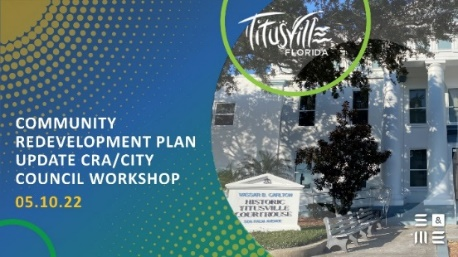 TITUSVILLE
FLORIDA
COMMUNITY
REDEVELOPMENT PLAN
UPDATE CRA/CITY
COUNCIL WORKSHOP
05.10.22
HISTORIC
TITUSVILLE
COURTHOUSE